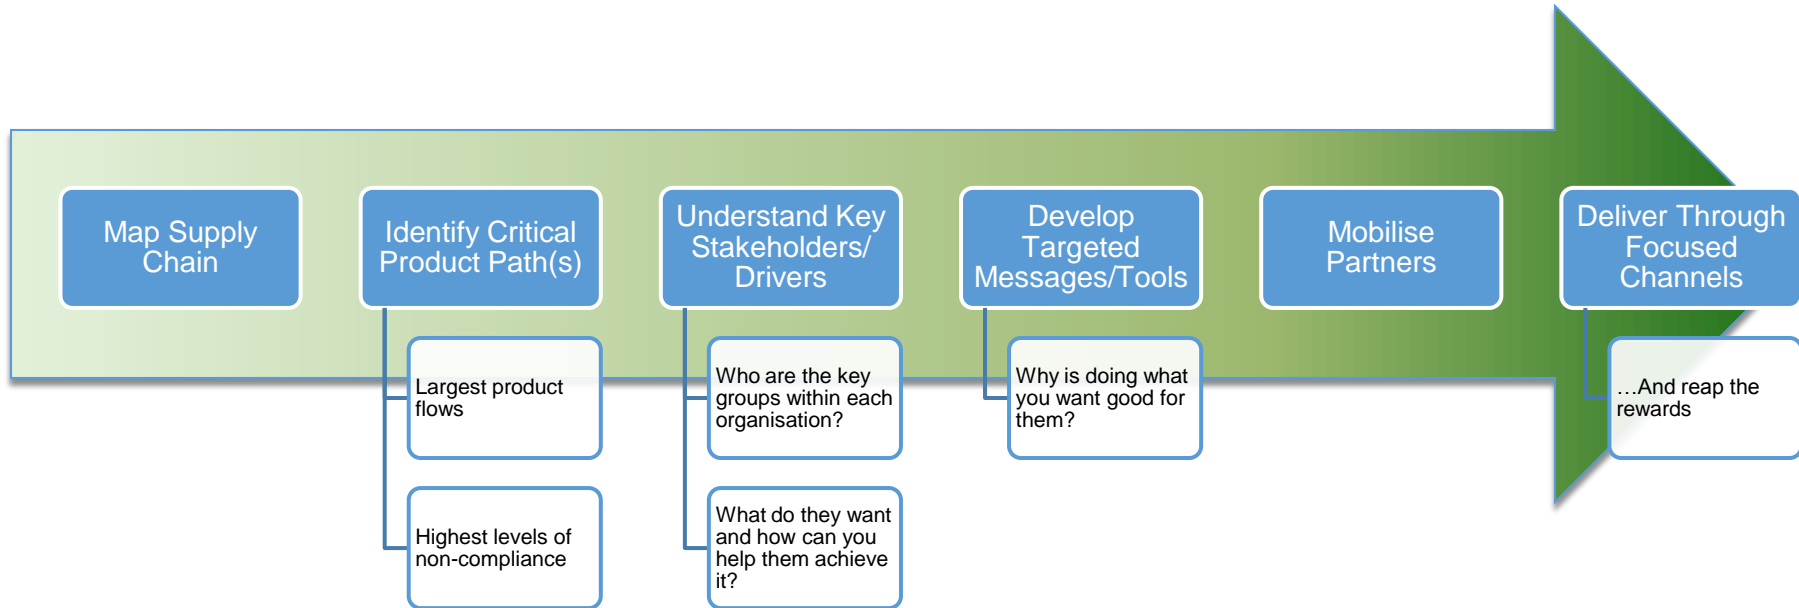 Map Supply
Chain
Identify Critical
Product Path(s)
Largest product
flows
Highest levels of
non-compliance
Understand Key
Stakeholders/
Drivers
Who are the key
groups within each
organisation?
What do they want
and how can you
help them achieve
it?
Develop
Targeted
Messages/Tools
Why is doing what
you want good for
them?
Mobilise
Partners
Deliver Through
Focused
Channels
…And reap the
rewards